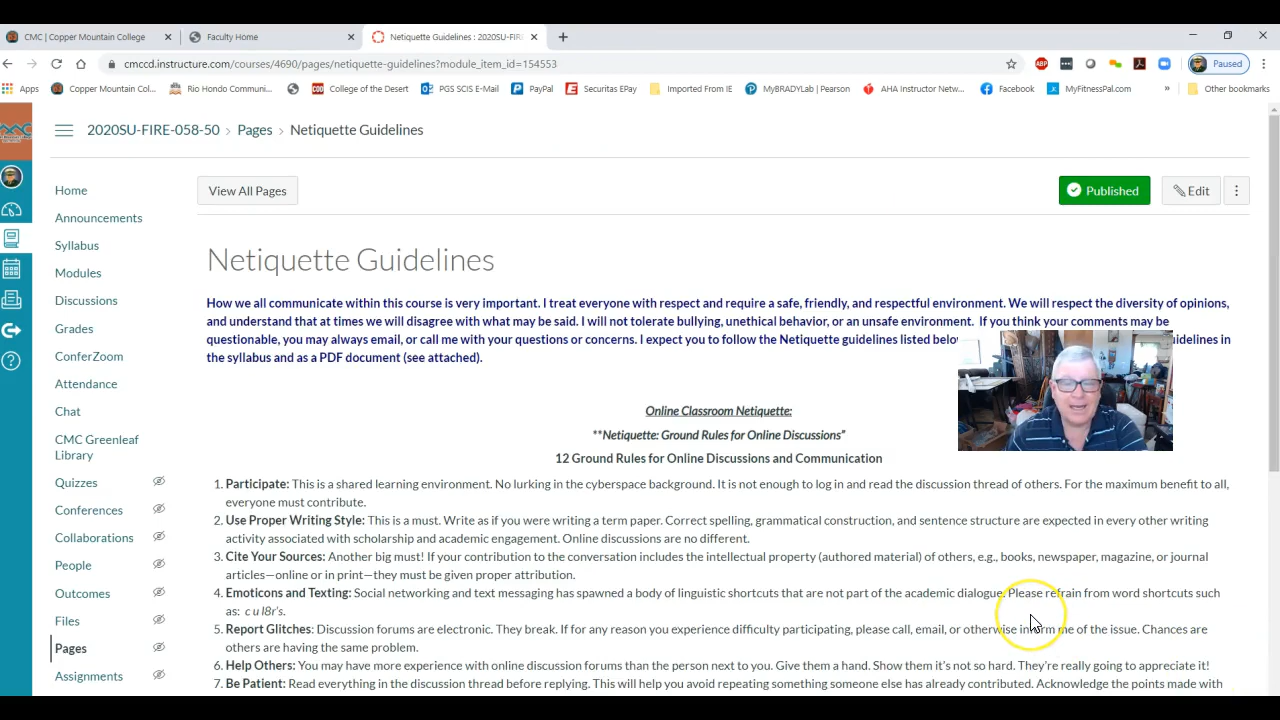 CMC | Copper Mountain College
Faculty Home
Netiquette Guidelines : 2020SU-FIR
cmccd.instructure.com/courses/4690/pages/netiquette-guidelines?module_item_id=154553
ABP
Paused
Apps
Copper Mountain Col...
Rio Hondo Communi...
COD
College of the Desert
PGS SCIS E-Mail
PayPal
Securitas EPay
Imported From IE
MyBRADYLab | Pearson
AHA Instructor Netw...
Facebook
MyFitnessPal.com
»
Other bookmarks
2020SU-FIRE-058-50 › Pages › Netiquette Guidelines
Home
Announcements
Syllabus
Modules
Discussions
Grades
ConferZoom
Attendance
Chat
CMC Greenleaf
Library
Quizzes
Conferences
Collaborations
People
Outcomes
Files
Pages
Assignments
View All Pages
Published
Edit
Netiquette Guidelines
How we all communicate within this course is very important. I treat everyone with respect and require a safe, friendly, and respectful environment. We will respect the diversity of opinions,
and understand that at times we will disagree with what may be said. I will not tolerate bullying, unethical behavior, or an unsafe environment. If you think your comments may be
questionable, you may always email, or call me with your questions or concerns. I expect you to follow the Netiquette guidelines listed belo uidelines in
the syllabus and as a PDF document (see attached).
Online Classroom Netiquette:
**Netiquette: Ground Rules for Online Discussions”
12 Ground Rules for Online Discussions and Communication
1. Participate: This is a shared learning environment. No lurking in the cyberspace background. It is not enough to log in and read the discussion thread of others. For the maximum benefit to all,
everyone must contribute.
2. Use Proper Writing Style: This is a must. Write as if you were writing a term paper. Correct spelling, grammatical construction, and sentence structure are expected in every other writing
activity associated with scholarship and academic engagement. Online discussions are no different.
3. Cite Your Sources: Another big must! If your contribution to the conversation includes the intellectual property (authored material) of others, e.g., books, newspaper, magazine, or journal
articles—online or in print—they must be given proper attribution.
4. Emoticons and Texting: Social networking and text messaging has spawned a body of linguistic shortcuts that are not part of the academic dialogue. Please refrain from word shortcuts such
as: c u l8r's.
5. Report Glitches: Discussion forums are electronic. They break. If for any reason you experience difficulty participating, please call, email, or otherwise inform me of the issue. Chances are
others are having the same problem.
6. Help Others: You may have more experience with online discussion forums than the person next to you. Give them a hand. Show them it’s not so hard. They’re really going to appreciate it!
7. Be Patient: Read everything in the discussion thread before replying. This will help you avoid repeating something someone else has already contributed. Acknowledge the points made with